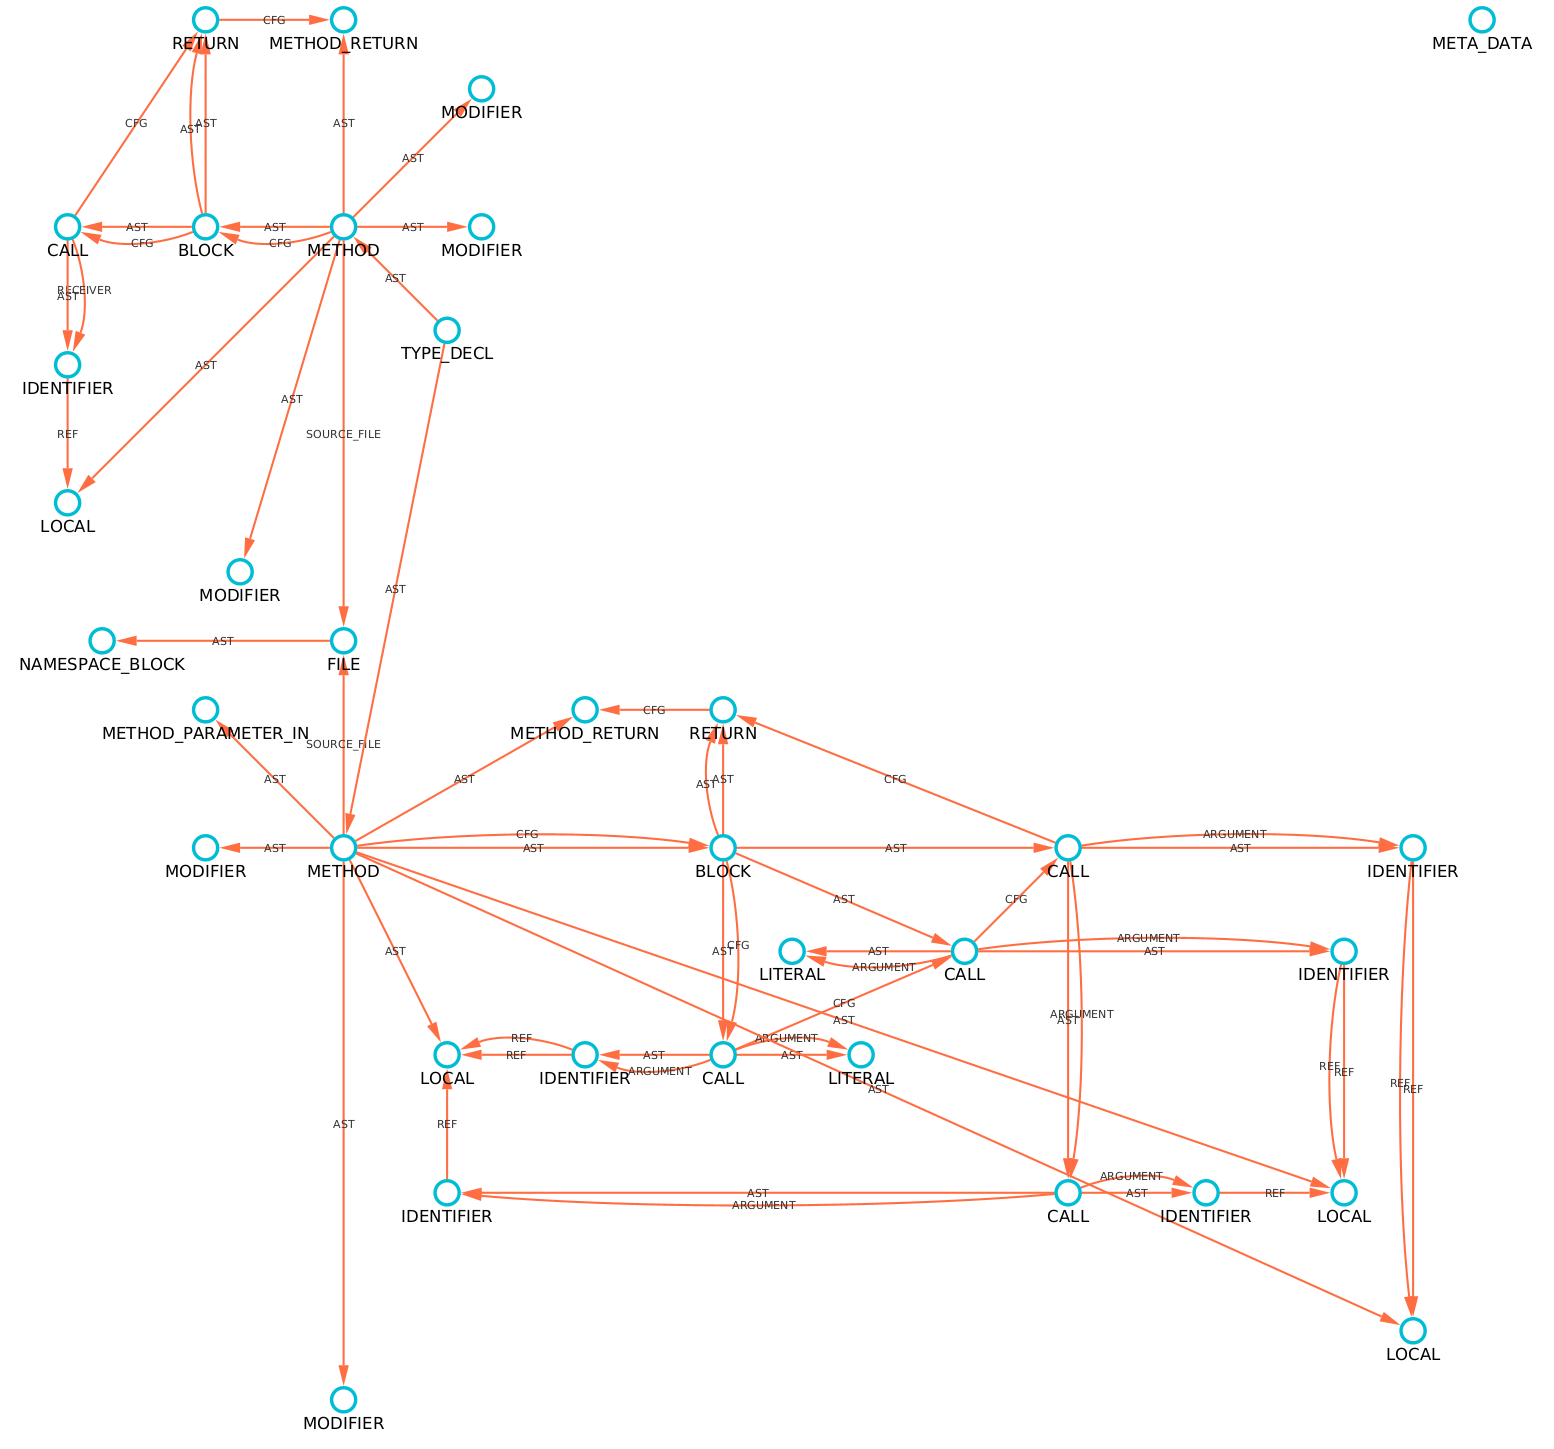 CFG
RETURN
METHOD_RETURN
META_DATA
MODIFIER
CFG
AST
AST
AST
AST
AST
AST
AST
AST
CFG
CFG
CALL
BLOCK
METHOD
MODIFIER
AST
RECEIVER
AST
TYPE_DECL
AST
IDENTIFIER
AST
REF
SOURCE_FILE
LOCAL
AST
MODIFIER
AST
NAMESPACE_BLOCK
FILE
CFG
METHOD_PARAMETER_IN
METHOD_RETURN
RETURN
SOURCE_FILE
AST
AST
AST
AST
CFG
CFG
ARGUMENT
AST
AST
AST
AST
MODIFIER
METHOD
BLOCK
CALL
IDENTIFIER
AST
CFG
ARGUMENT
AST
AST
AST
CFG
AST
ARGUMENT
LITERAL
CALL
IDENTIFIER
CFG
ARGUMENT
AST
AST
REF
ARGUMENT
REF
AST
AST
ARGUMENT
LOCAL
IDENTIFIER
CALL
LITERAL
REF
REF
AST
REF
REF
AST
REF
ARGUMENT
AST
AST
REF
ARGUMENT
IDENTIFIER
CALL
IDENTIFIER
LOCAL
LOCAL
MODIFIER